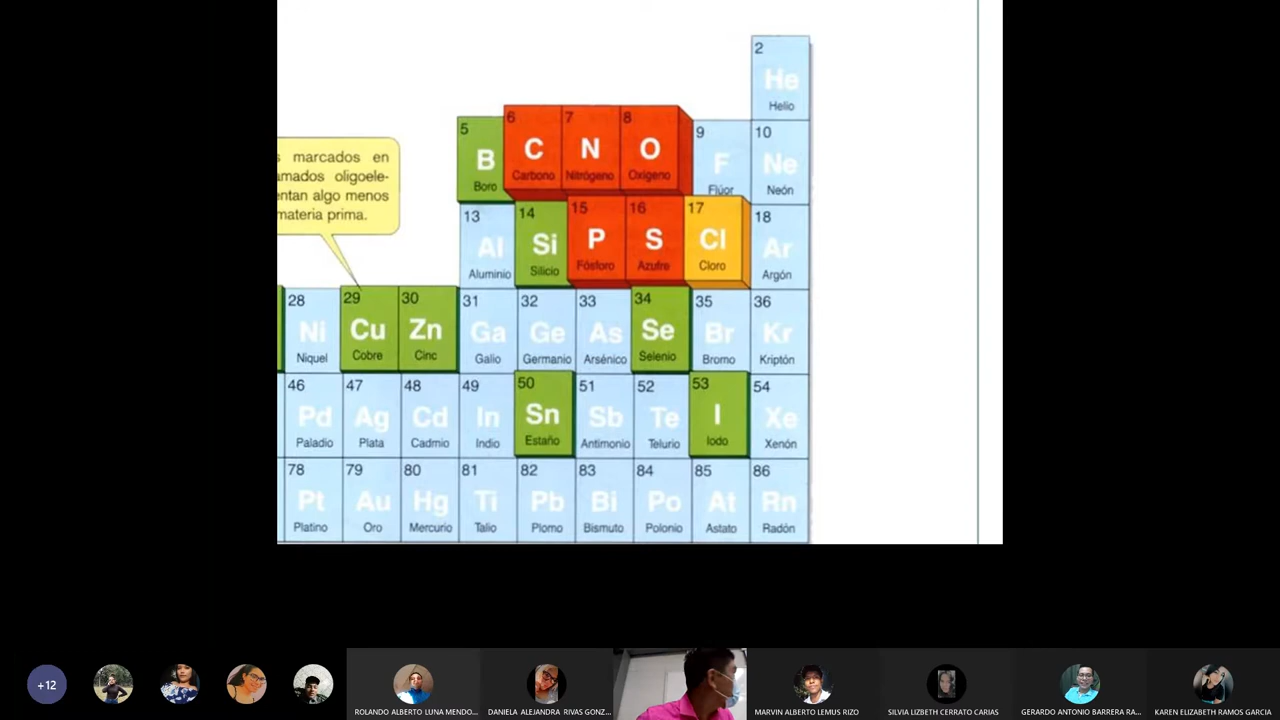 2
He
Helio
5
B
Boro
6
C
Carbono
7
N
Nitrógeno
8
O
Oxígeno
9
F
Flúor
10
Ne
Neón
marcados en
oligoele-
algo menos
materia prima.
13
Al
Aluminio
14
Si
Silicio
15
P
Fósforo
16
S
Azufre
17
Cl
Cloro
18
Ar
Argón
28
Ni
Niquel
29
Cu
Cobre
30
Zn
Cinc
31
Ga
Galio
32
Ge
Germanio
33
As
Arsénico
34
Se
Selenio
35
Br
Bromo
36
Kr
Kriptón
46
Pd
Paladio
47
Ag
Plata
48
Cd
Cadmio
49
In
Indio
50
Sn
Estaño
51
Sb
Antimonio
52
Te
Telurio
53
I
Iodo
54
Xe
Xenón
78
Pt
Platino
79
Au
Oro
80
Hg
Mercurio
81
Ti
Talio
82
Pb
Plomo
83
Bi
Bismuto
84
Po
Polonio
85
At
Astato
86
Rn
Radón
+12
ROLANDO ALBERTO LUNA MENDO...
DANIELA ALEJANDRA RIVAS GONZ...
MARVIN ALBERTO LEMUS RIZO
SILVIA LIZBETH CERRATO CARIAS
GERARDO ANTONIO BARRERA RA...
KAREN ELIZABETH RAMOS GARCIA